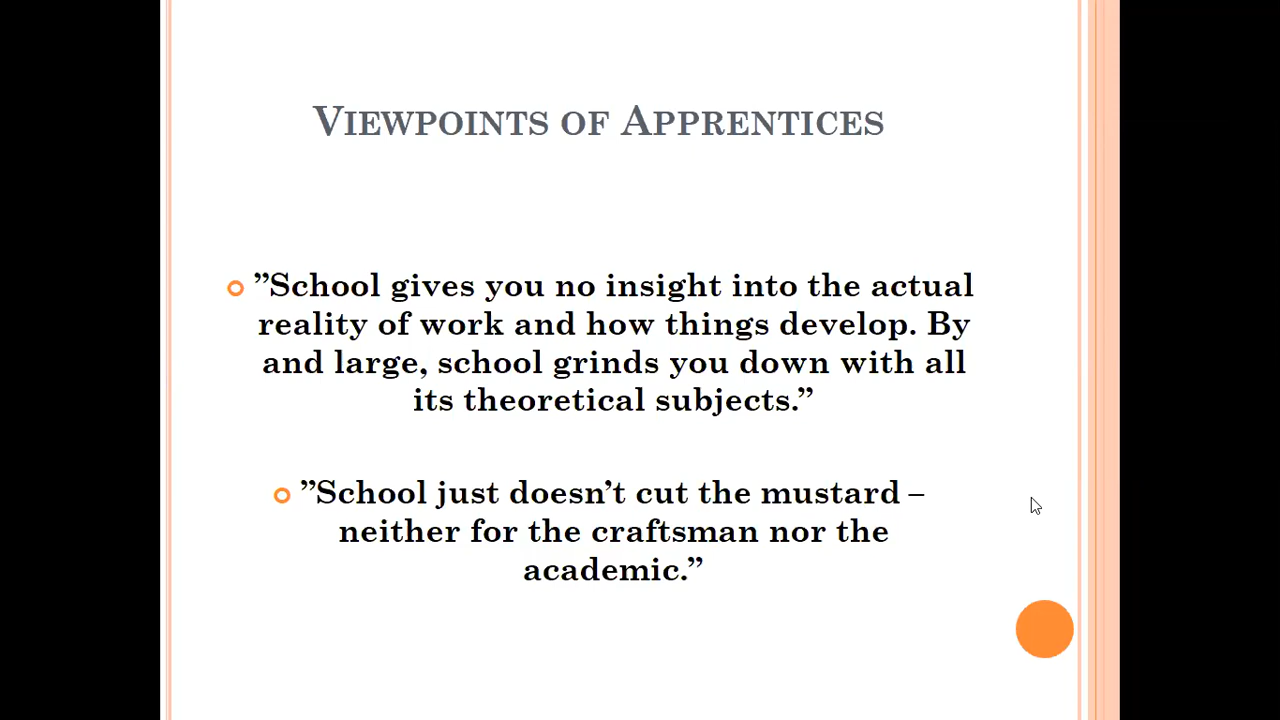 Viewpoints of Apprentices
”School gives you no insight into the actual
reality of work and how things develop. By
and large, school grinds you down with all
its theoretical subjects.”
”School just doesn’t cut the mustard –
neither for the craftsman nor the
academic.”